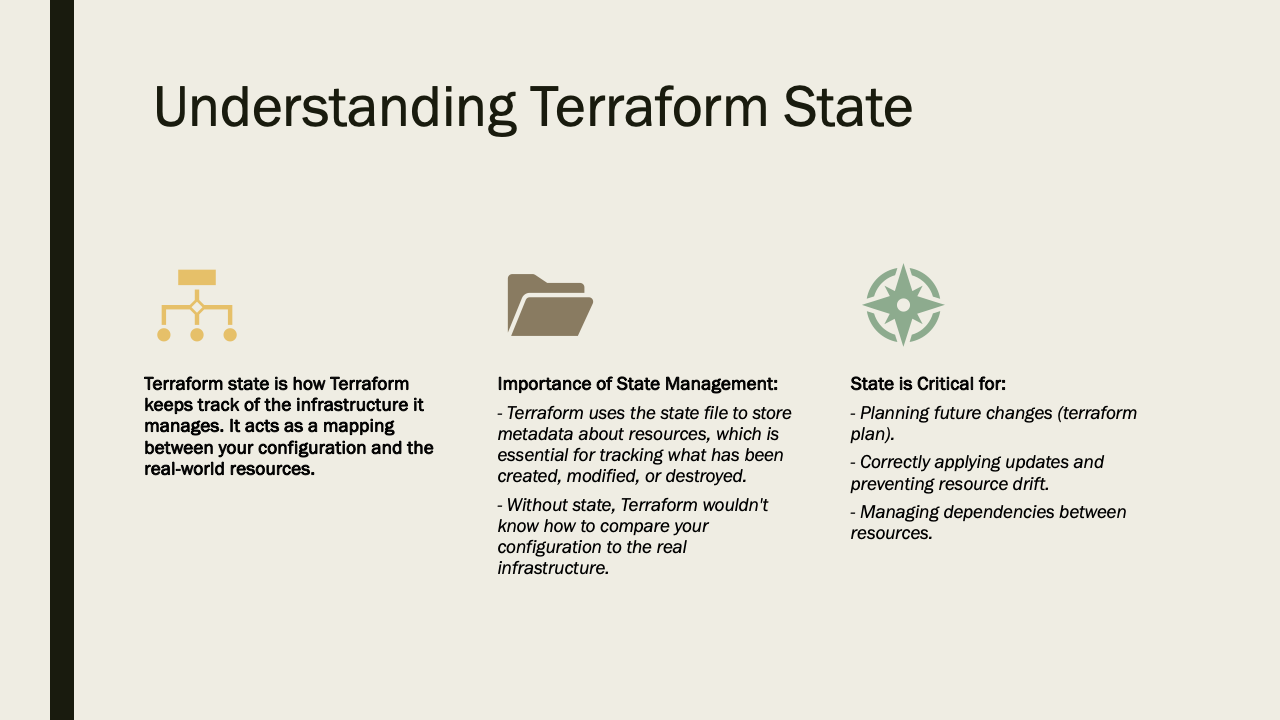 Understanding Terraform State
Terraform state is how Terraform
keeps track of the infrastructure it
manages. It acts as a mapping
between your configuration and the
real-world resources.
Importance of State Management:
- Terraform uses the state file to store
metadata about resources, which is
essential for tracking what has been
created, modified, or destroyed.
- Without state, Terraform wouldn't
know how to compare your
configuration to the real
infrastructure.
State is Critical for:
- Planning future changes (terraform
plan).
- Correctly applying updates and
preventing resource drift.
- Managing dependencies between
resources.